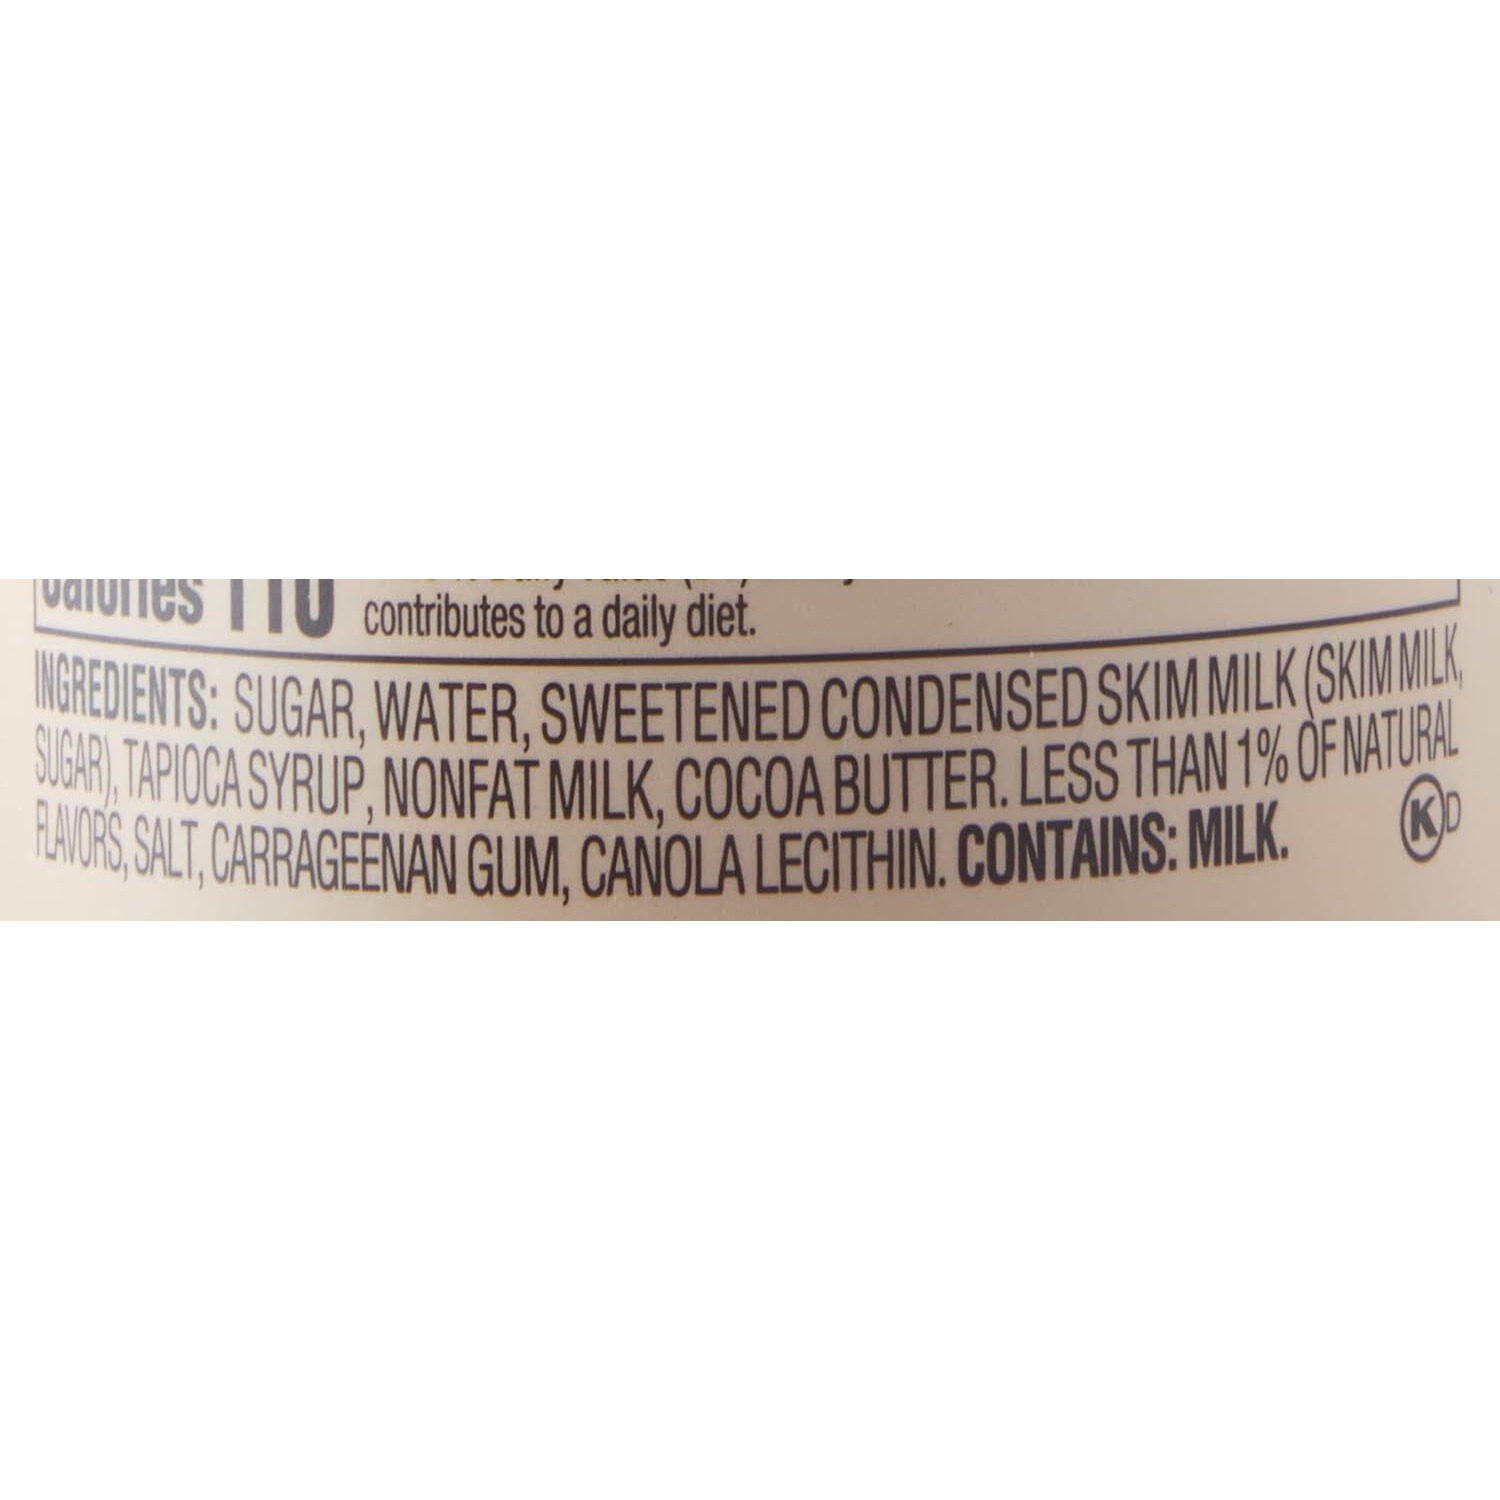 Calories 110
contributes to a daily diet.
INGREDIENTS: SUGAR, WATER, SWEETENED CONDENSED SKIM MILK (SKIM MILK,
SUGAR), TAPIOCA SYRUP, NONFAT MILK, COCOA BUTTER. LESS THAN 1% OF NATURAL
FLAVORS, SALT, CARRAGEENAN GUM, CANOLA LECITHIN. CONTAINS: MILK.
K D